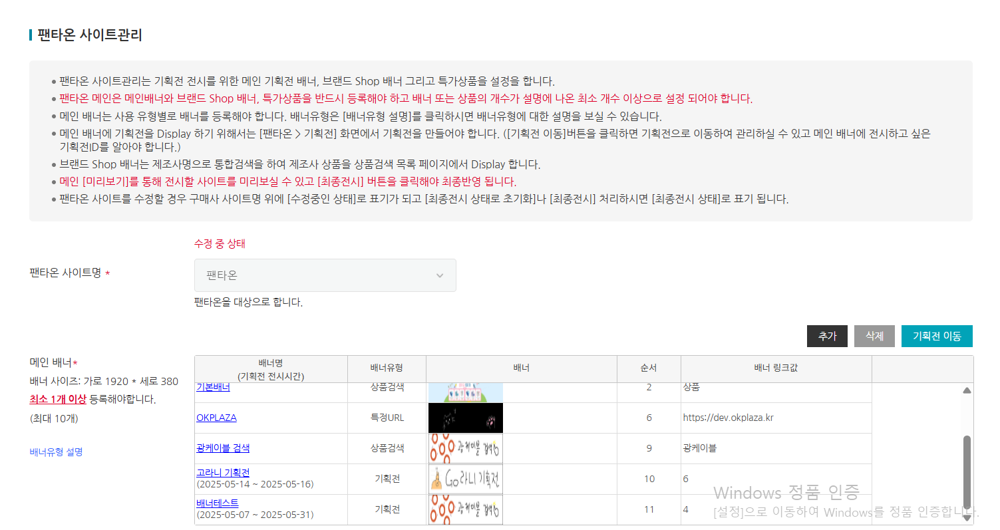 팬타온 사이트관리
팬타온 사이트관리는 기획전 전시를 위한 메인 기획전 배너, 브랜드 Shop 배너 그리고 특가상품을 설정을 합니다.
팬타온 메인은 메인배너와 브랜드 Shop 배너, 특가상품을 반드시 등록해야 하고 배너 또는 상품의 개수가 설명에 나온 최소 개수 이상으로 설정 되어야 합니다.
메인 배너는 사용 유형별로 배너를 등록해야 합니다. 배너유형은 [배너유형 설명]를 클릭하시면 배너유형에 대한 설명을 보실 수 있습니다.
메인 배너에 기획전을 Display 하기 위해서는 [팬타온 > 기획전] 화면에서 기획전을 만들어야 합니다. ([기획전 이동]버튼을 클릭하면 기획전으로 이동하여 관리하실 수 있고 메인 배너에 전시하고 싶은
기획전ID를 알아야 합니다.)
브랜드 Shop 배너는 제조사명으로 통합검색을 하여 제조사 상품을 상품검색 목록 페이지에서 Display 합니다.
메인 [미리보기]를 통해 전시할 사이트를 미리보실 수 있고 [최종전시] 버튼을 클릭해야 최종반영 됩니다.
팬타온 사이트를 수정할 경우 구매사 사이트명 위에 [수정중인 상태]로 표기가 되고 [최종전시 상태로 초기화]나 [최종전시] 처리하시면 [최종전시 상태]로 표기 됩니다.
수정 중 상태
팬타온 사이트명 *
팬타온
팬타온을 대상으로 합니다.
추가 삭제 기획전 이동
메인 배너*
배너 사이즈: 가로 1920 * 세로 380
최소 1개 이상 등록해야합니다.
(최대 10개)
배너유형 설명
배너명 배너유형 배너 순서 배너 링크값
(기획전 전시시간)
기본배너 상품검색 2 상품
OKPLAZA 특정URL 6 https://dev.okplaza.kr
광케이블 검색 상품검색 광케이블 검색 9 광케이블
고라니 기획전 기획전 Go라니 기획전 10 6
(2025-05-14 ~ 2025-05-16)
배너테스트 기획전 광케이블 검색 11 4
(2025-05-07 ~ 2025-05-31)
Windows 정품 인증
[설정]으로 이동하여 Windows를 정품 인증합니다.